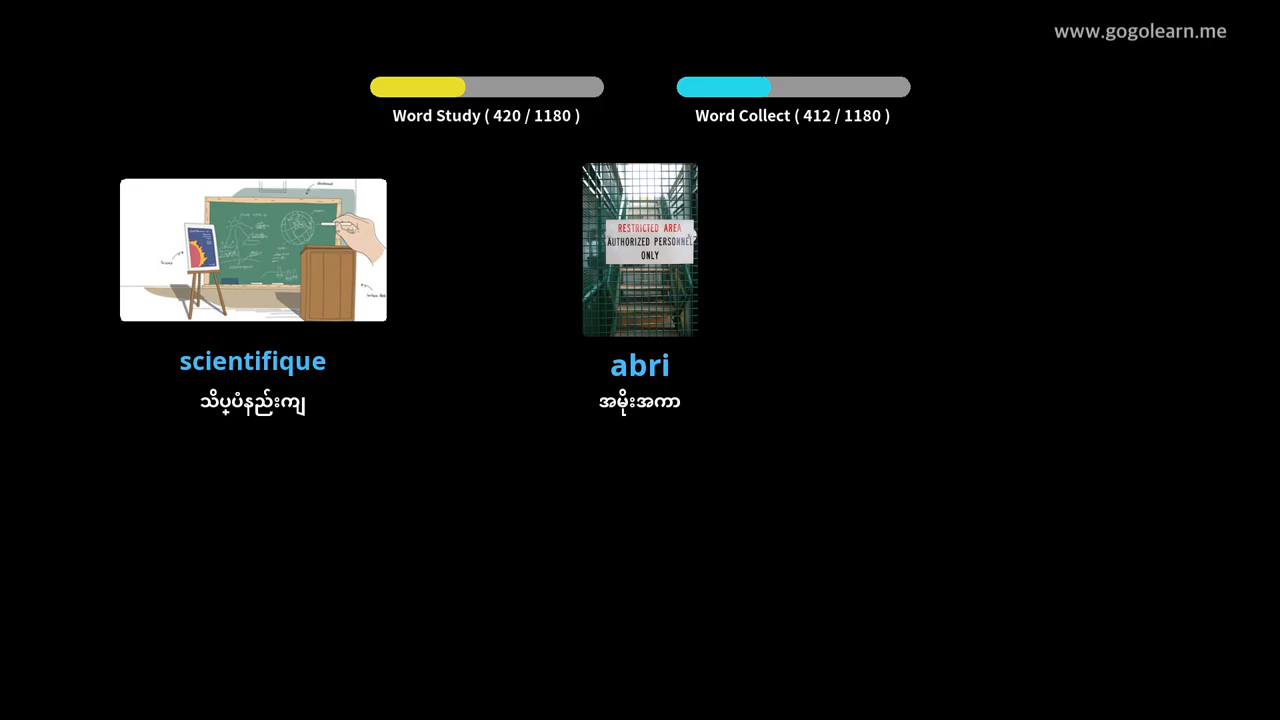 www.gogolearn.me
Word Study ( 420 / 1180 )
Word Collect ( 412 / 1180 )
RESTRICTED AREA
AUTHORIZED PERSONNEL
ONLY
scientifique
abri
သိပ္ပံနည်းကျ
အမိုးအကာ